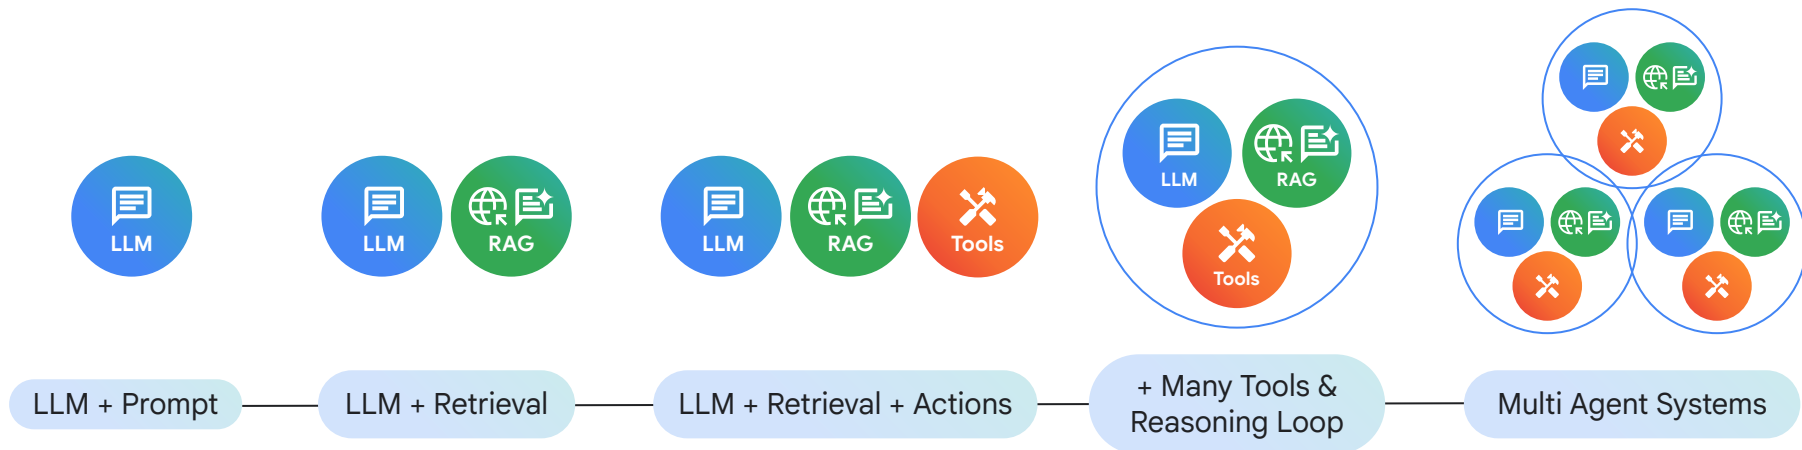 LLM
LLM
RAG
LLM
RAG
Tools
LLM
RAG
Tools
LLM + Prompt
LLM + Retrieval
LLM + Retrieval + Actions
+ Many Tools &
Reasoning Loop
Multi Agent Systems